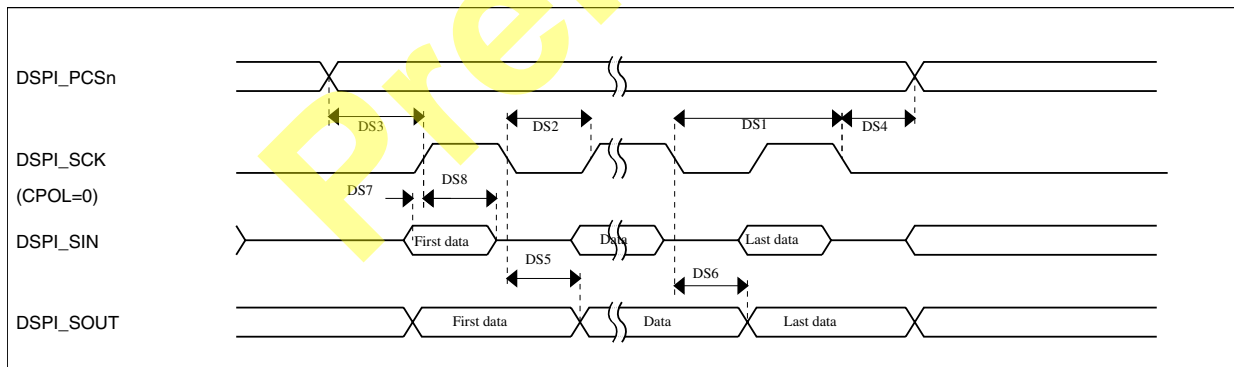 Pre
DSPI_PCSn
DS3 DS2 DS1 DS4
DSPI_SCK
(CPOL=0)
DS7 DS8
DSPI_SIN
First data Data Last data
DS5 DS6
DSPI_SOUT
First data Data Last data